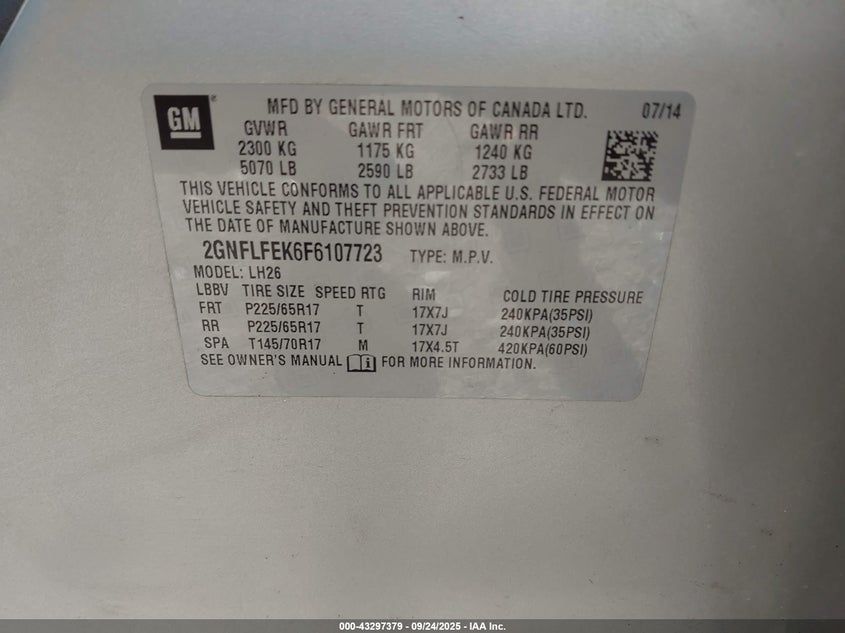 GM ® MFD BY GENERAL MOTORS OF CANADA LTD. 07/14
GVWR GAWR FRT GAWR RR
2300 KG 1175 KG 1240 KG
5070 LB 2590 LB 2733 LB
THIS VEHICLE CONFORMS TO ALL APPLICABLE U.S. FEDERAL MOTOR
VEHICLE SAFETY AND THEFT PREVENTION STANDARDS IN EFFECT ON
THE DATE OF MANUFACTURE SHOWN ABOVE.
2GNFLFEK6F6107723 TYPE: M.P.V.
MODEL: LH26
LBBV TIRE SIZE SPEED RTG RIM COLD TIRE PRESSURE
FRT P225/65R17 T 17X7J 240KPA(35PSI)
RR P225/65R17 T 17X7J 240KPA(35PSI)
SPA T145/70R17 M 17X4.5T 420KPA(60PSI)
SEE OWNER'S MANUAL FOR MORE INFORMATION.
000-43297379 - 09/24/2025 - IAA Inc.